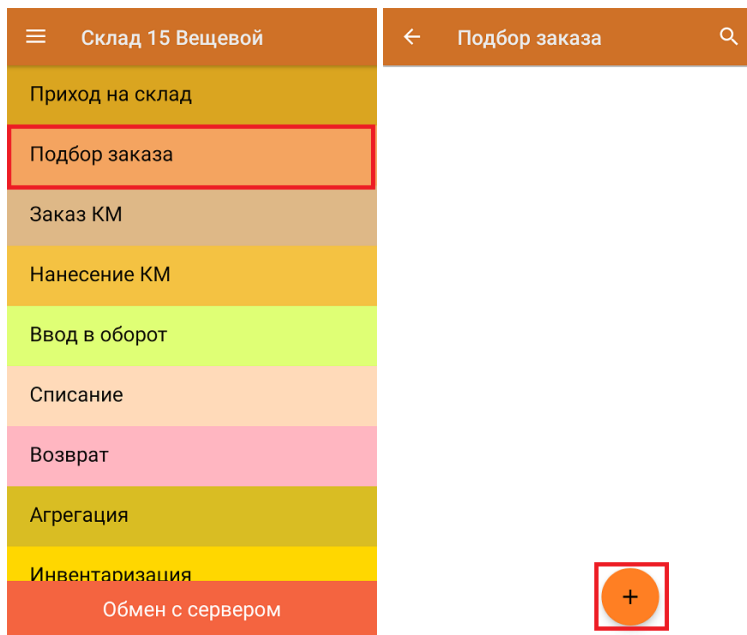 Склад 15 Вещевой
Приход на склад
Подбор заказа
Заказ КМ
Нанесение КМ
Ввод в оборот
Списание
Возврат
Агрегация
Инвентаризация
Обмен с сервером
Подбор заказа
+